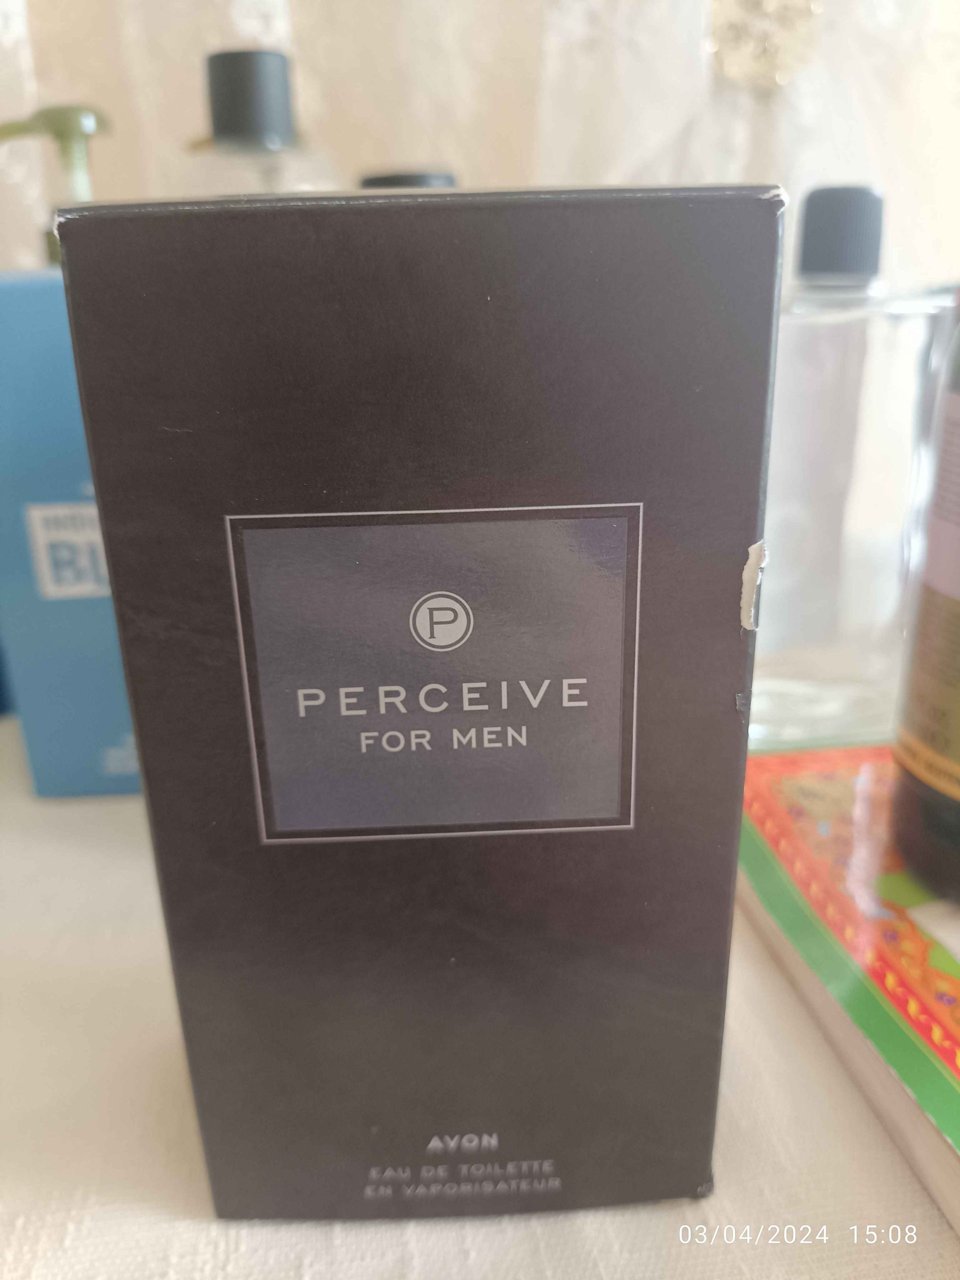 P
PERCEIVE
FOR MEN
AVON
EAU DE TOILETTE
EN VAPORISATEUR
03/04/2024 15:08